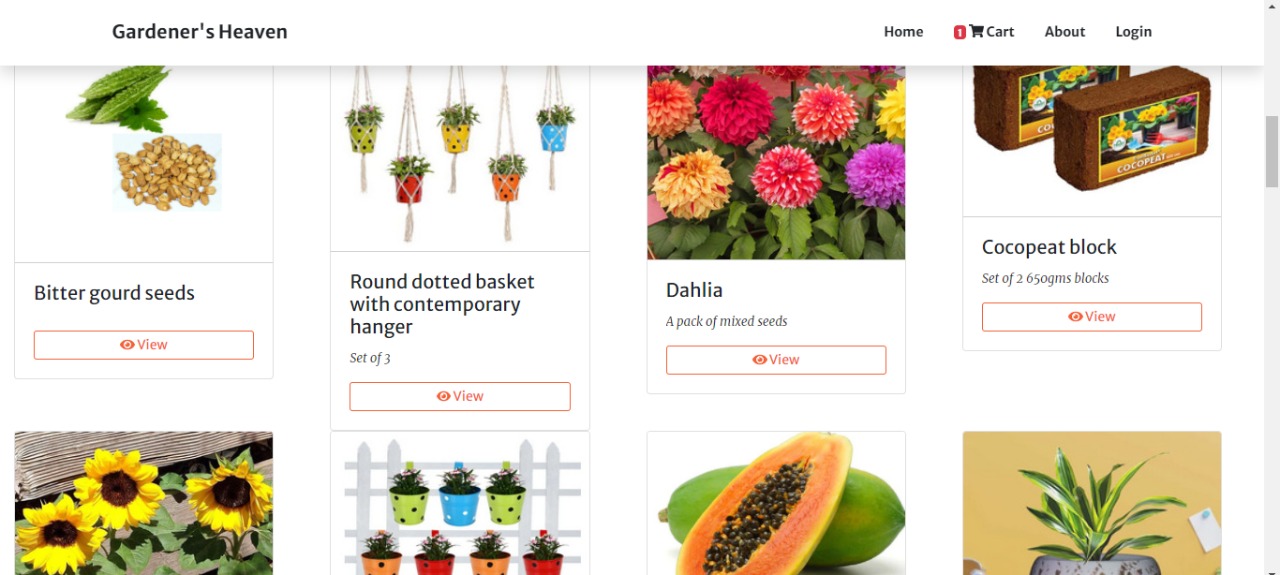 Gardener's Heaven
Home
1 Cart
About
Login
Bitter gourd seeds
View
Round dotted basket
with contemporary
hanger
Set of 3
View
Dahlia
A pack of mixed seeds
View
COCOPEAT
Cocopeat block
Set of 2 650gms blocks
View